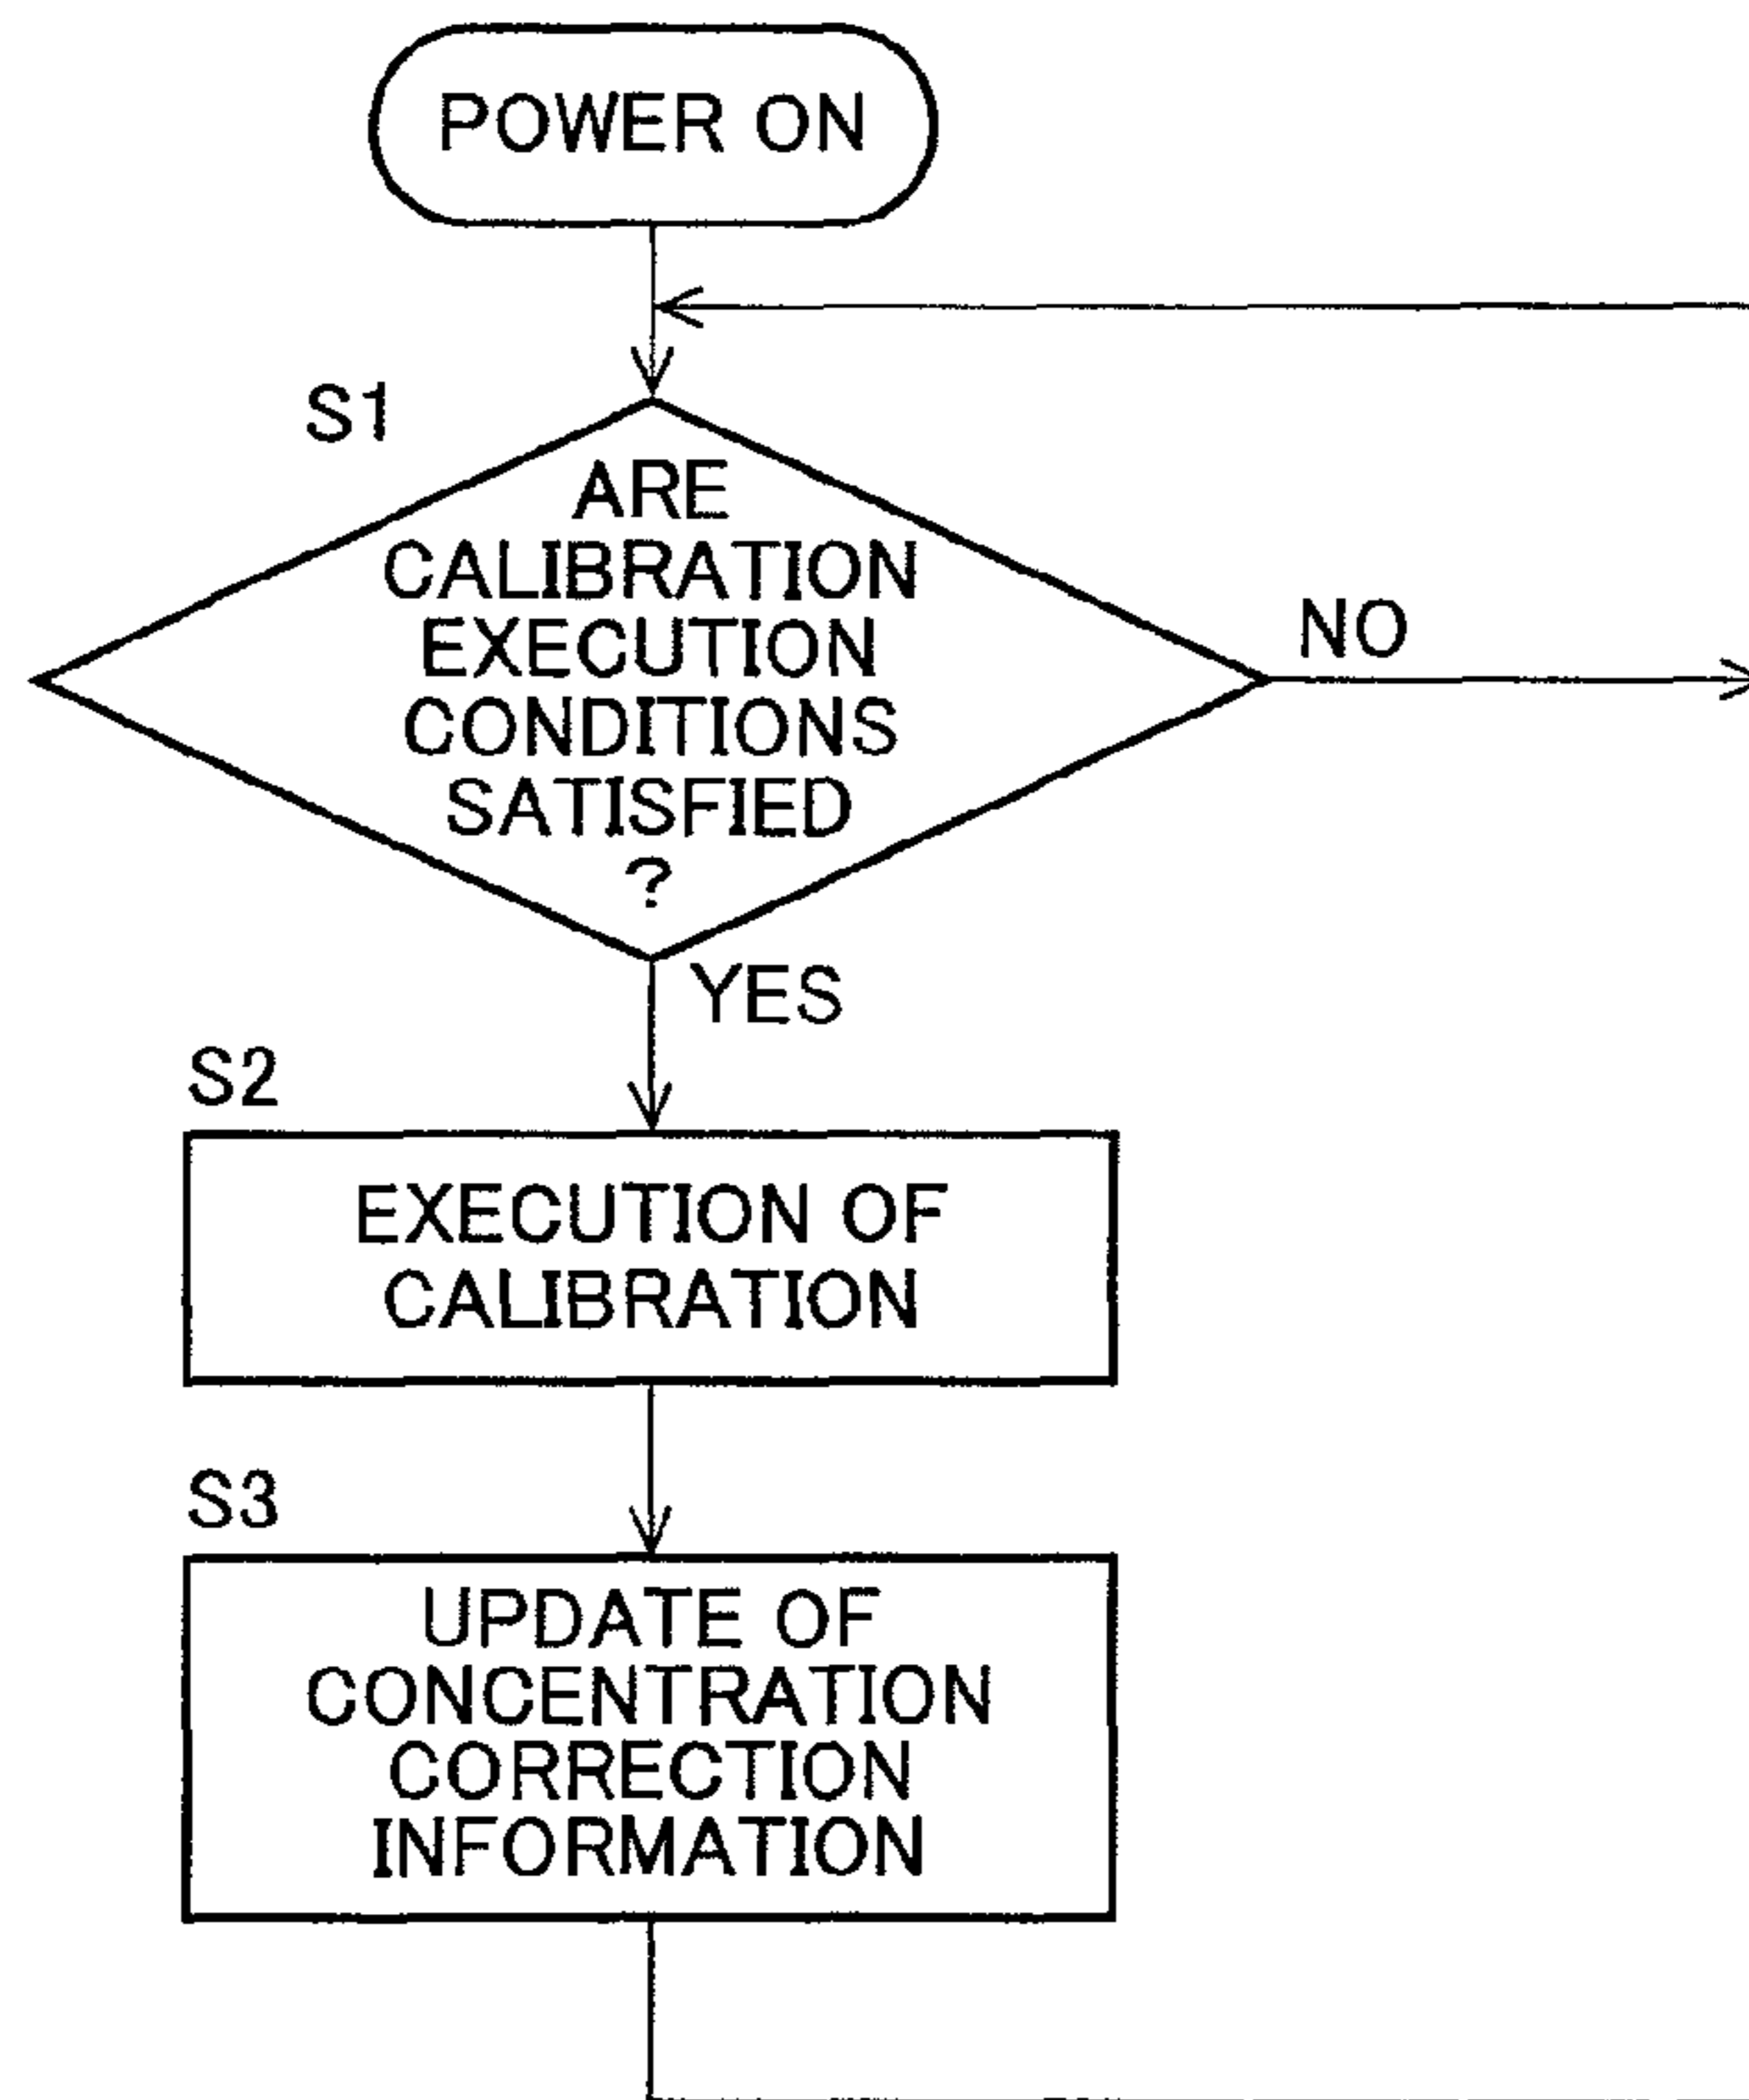 POWER ON
S1
ARE
CALIBRATION
EXECUTION
CONDITIONS
SATISFIED
?
NO
YES
S2
EXECUTION OF
CALIBRATION
S3
UPDATE OF
CONCENTRATION
CORRECTION
INFORMATION